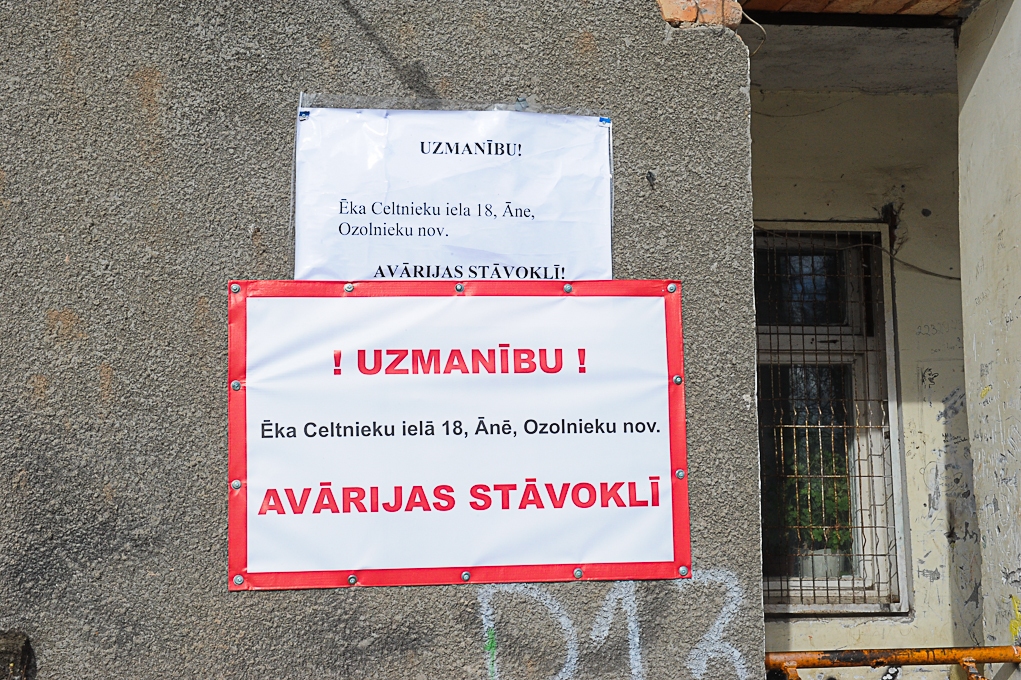 UZMANĪBU!
Ēka Celtnieku iela 18, Āne,
Ozolnieku nov.
AVĀRIJAS STĀVOKLĪ!
! UZMANĪBU !
Ēka Celtnieku ielā 18, Ānē, Ozolnieku nov.
AVĀRIJAS STĀVOKLĪ